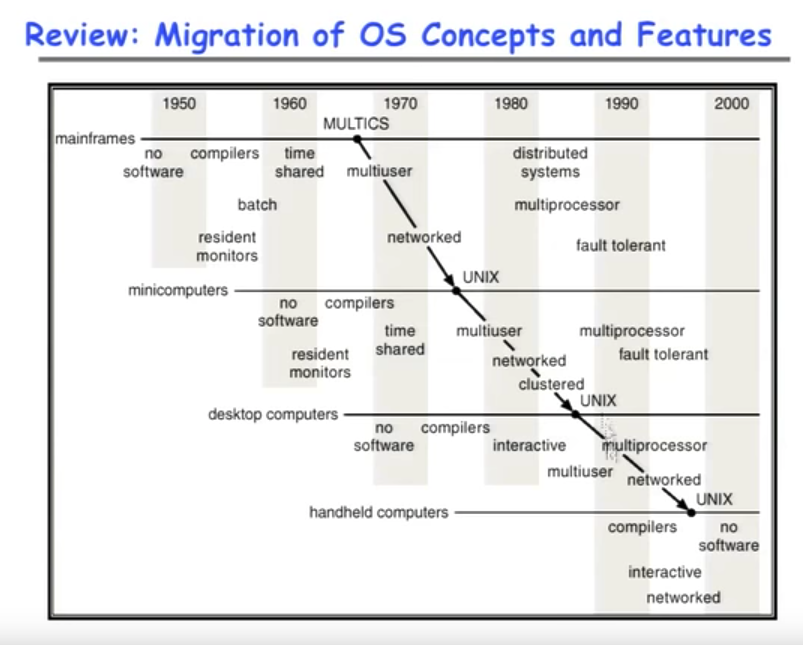 Review: Migration of OS Concepts and Features
1950 1960 1970 1980 1990 2000
MULTICS
mainframes
no compilers time distributed
software shared multiuser systems
batch multiprocessor
resident networked fault tolerant
monitors
UNIX
minicomputers
no compilers
software
time multiuser multiprocessor
shared
resident networked fault tolerant
monitors
clustered
UNIX
desktop computers
no compilers
software interactive multiprocessor
multiuser networked
UNIX
handheld computers
compilers no
software
interactive
networked